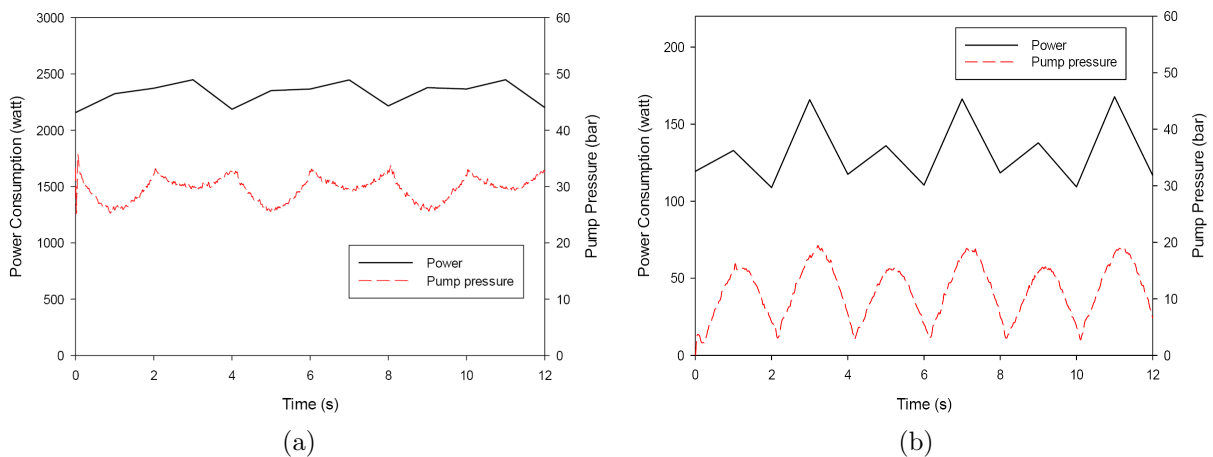 3000
2500
2000
1500
1000
500
0
Power Consumption (watt)
60
50
40
30
20
10
0
Pump Pressure (bar)
Power
Pump pressure
0 2 4 6 8 10 12
Time (s)
(a)
200
150
100
50
0
Power Consumption (watt)
60
50
40
30
20
10
0
Pump Pressure (bar)
Power
Pump pressure
0 2 4 6 8 10 12
Time (s)
(b)